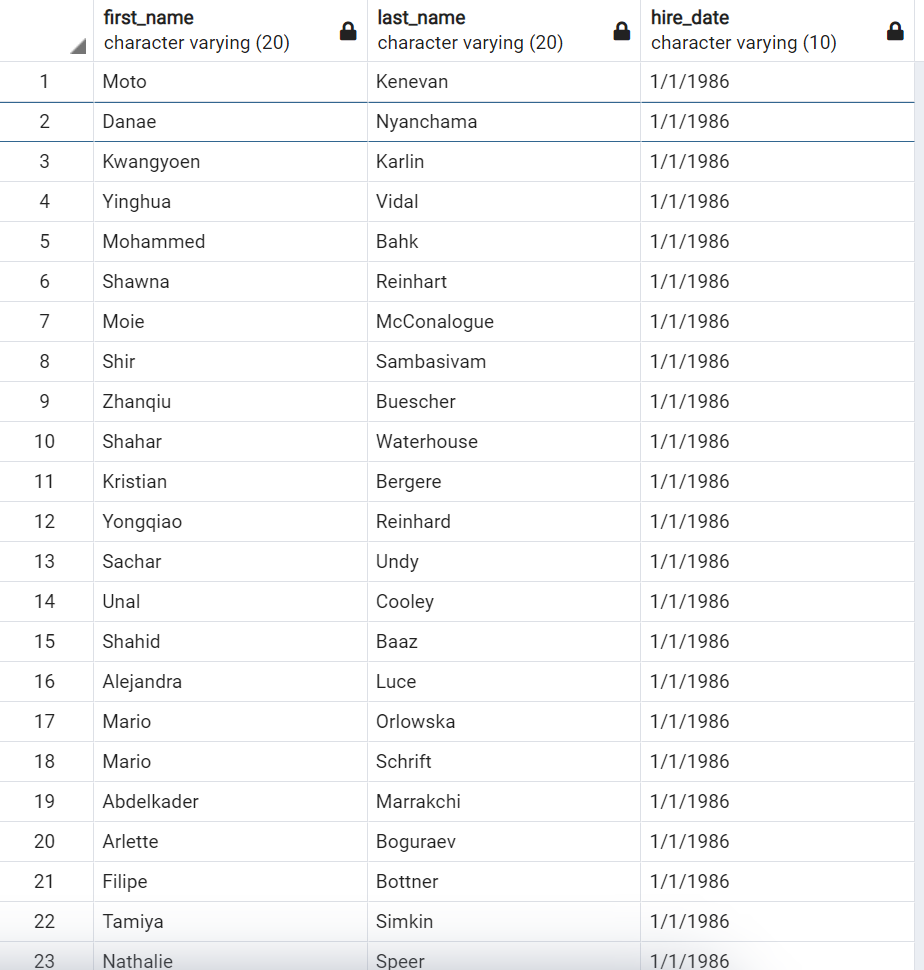 first_name last_name hire_date
character varying (20) character varying (20) character varying (10)
1 Moto Kenevan 1/1/1986
2 Danae Nyanchama 1/1/1986
3 Kwangyoen Karlin 1/1/1986
4 Yinghua Vidal 1/1/1986
5 Mohammed Bahk 1/1/1986
6 Shawna Reinhart 1/1/1986
7 Moie McConalogue 1/1/1986
8 Shir Sambasivam 1/1/1986
9 Zhanqiu Buescher 1/1/1986
10 Shahar Waterhouse 1/1/1986
11 Kristian Bergere 1/1/1986
12 Yongqiao Reinhard 1/1/1986
13 Sachar Undy 1/1/1986
14 Unal Cooley 1/1/1986
15 Shahid Baaz 1/1/1986
16 Alejandra Luce 1/1/1986
17 Mario Orlowska 1/1/1986
18 Mario Schrift 1/1/1986
19 Abdelkader Marrakchi 1/1/1986
20 Arlette Boguraev 1/1/1986
21 Filipe Bottner 1/1/1986
22 Tamiya Simkin 1/1/1986
23 Nathalie Speer 1/1/1986